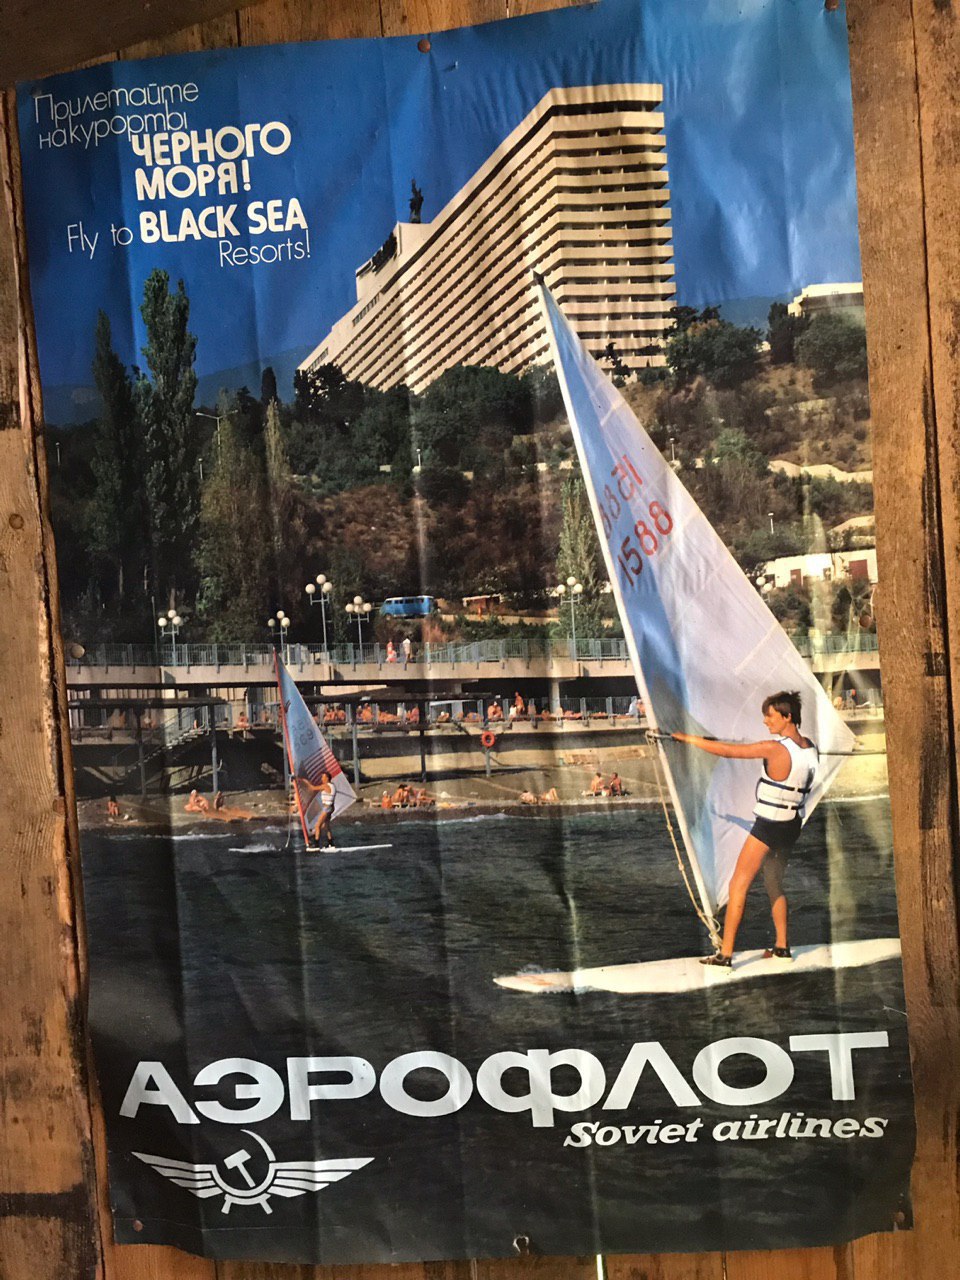 Прилетайте
на курорты
ЧЕРНОГО
МОРЯ!
Fly to BLACK SEA
Resorts!
1588
АЭРОФЛОТ
Soviet airlines